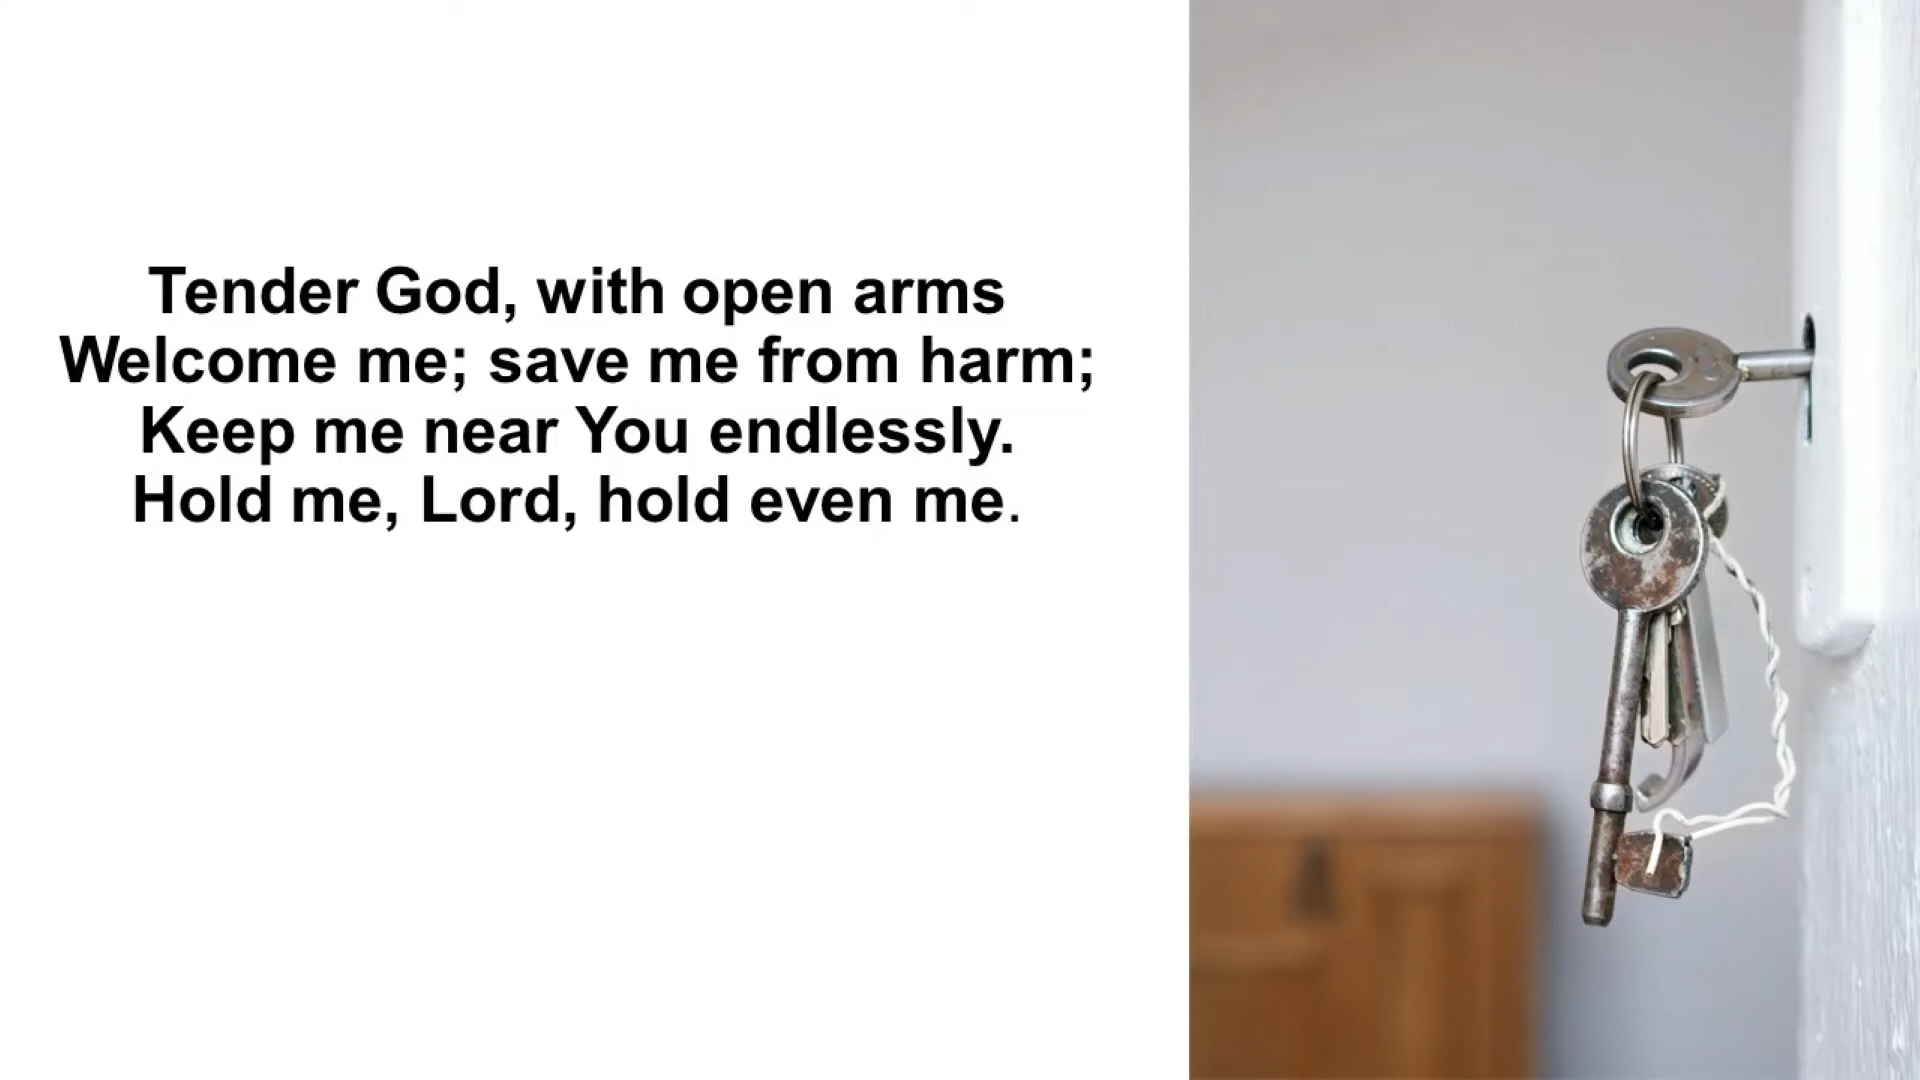 Tender God, with open arms
Welcome me; save me from harm;
Keep me near You endlessly.
Hold me, Lord, hold even me.